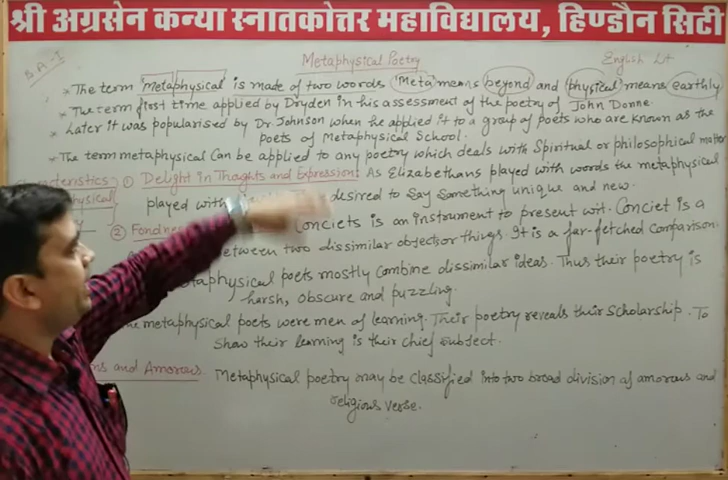 श्री अग्रसेन कन्या स्नातकोत्तर महाविद्यालय, हिण्डौन सिटी
B.A-I
Metaphysical Poetry
English Lit
* The term "metaphysical" is made of two words 'Meta' means beyond and 'physical' means earthly
* The term first time applied by Dryden in his assessment of the poetry of John Donne.
* Later it was popularised by Dr Johnson when he applied it to a group of poets who are known as the
poets of Metaphysical School.
* The term metaphysical can be applied to any poetry which deals with Spiritual or philosophical matter
① Delight in Thoughts and Expression: As Elizabethans played with words the metaphysical
played with desired to say something unique and new.
② Fondness Conciets is an instrument to present wit. Conciet is a
between two dissimilar objects or things. It is a far-fetched comparison.
poets mostly combine dissimilar ideas. Thus their poetry is
harsh, obscure and puzzling.
metaphysical poets were men of learning. Their poetry reveals their Scholarship. To
show their learning is their chief subject.
and Amorous. Metaphysical poetry may be classified into two broad division of amorous and
religious verse.